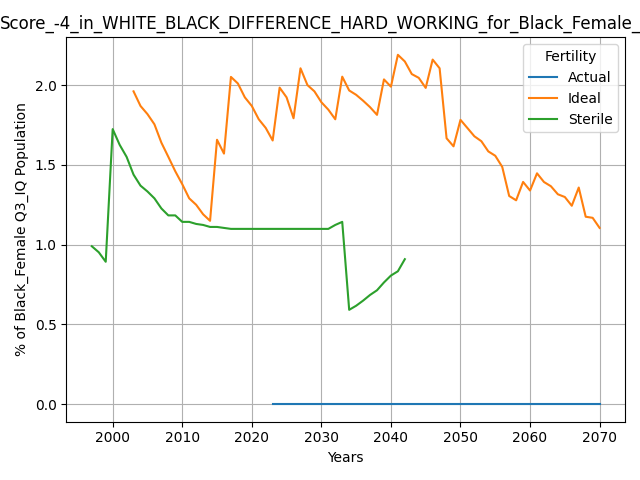 Score_-4_in_WHITE_BLACK_DIFFERENCE_HARD_WORKING_for_Black_Female_
% of Black_Female Q3_IQ Population
2.0
1.5
1.0
0.5
0.0
Fertility
Actual
Ideal
Sterile
2000 2010 2020 2030 2040 2050 2060 2070
Years